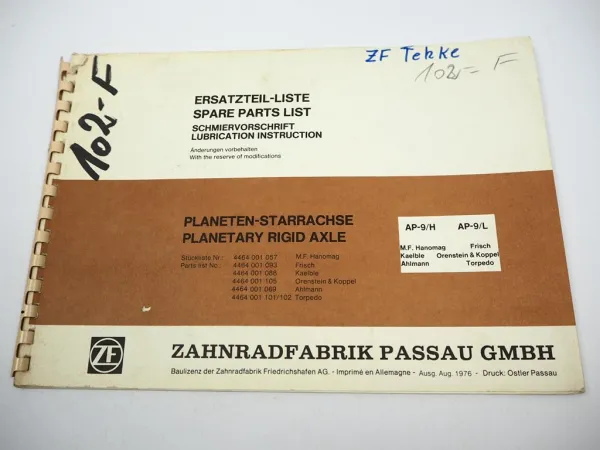 102,- F
ZF Tehke
102,- F
ERSATZTEIL-LISTE
SPARE PARTS LIST
SCHMIERVORSCHRIFT
LUBRICATION INSTRUCTION
Änderungen vorbehalten
With the reserve of modifications
PLANETEN-STARRACHSE
PLANETARY RIGID AXLE
Stückliste Nr.: 4464 001 057 M.F. Hanomag
Parts list No.: 4464 001 093 Frisch
4464 001 086 Kaelble
4464 001 105 Orenstein & Koppel
4464 001 069 Ahlmann
4464 001 101/102 Torpedo
AP-9/H AP-9/L
M.F. Hanomag Frisch
Kaelble Orenstein & Koppel
Ahlmann Torpedo
ZF
ZAHNRADFABRIK PASSAU GMBH
Baulizenz der Zahnradfabrik Friedrichshafen AG. - Imprimé en Allemagne - Ausg. Aug. 1976 - Druck: Ostler Passau